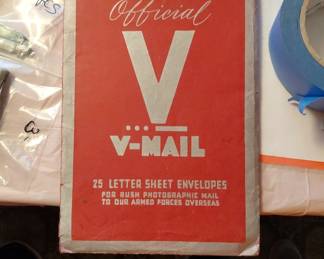 Official
V
V-MAIL
25 LETTER SHEET ENVELOPES
FOR RUSH PHOTOGRAPHIC MAIL
TO OUR ARMED FORCES OVERSEAS